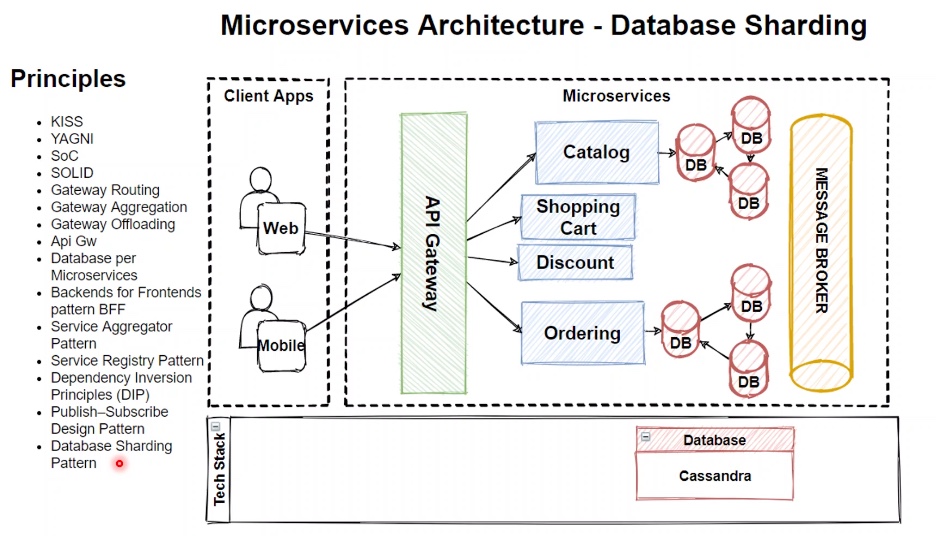 Microservices Architecture - Database Sharding
Principles
KISS
YAGNI
SoC
SOLID
Gateway Routing
Gateway Aggregation
Gateway Offloading
Api Gw
Database per
Microservices
Backends for Frontends
pattern BFF
Service Aggregator
Pattern
Service Registry Pattern
Dependency Inversion
Principles (DIP)
Publish–Subscribe
Design Pattern
Database Sharding
Pattern
Client Apps
Web
Mobile
Microservices
API Gateway
Catalog
Shopping
Cart
Discount
Ordering
DB
DB
DB
DB
DB
DB
MESSAGE BROKER
Tech Stack
Database
Cassandra